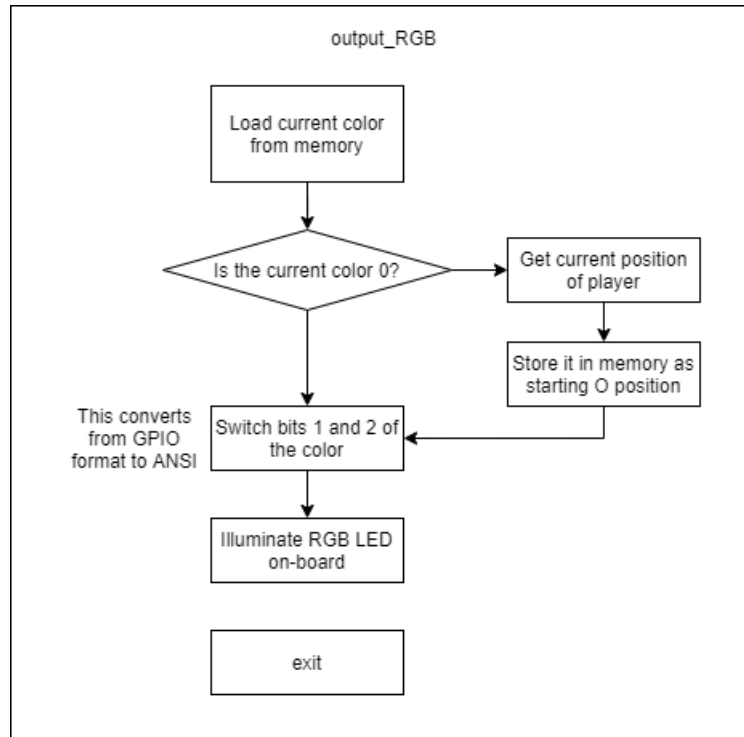 output_RGB
Load current color
from memory
Is the current color 0?
Get current position
of player
Store it in memory as
starting O position
This converts
from GPIO
format to ANSI
Switch bits 1 and 2 of
the color
Illuminate RGB LED
on-board
exit